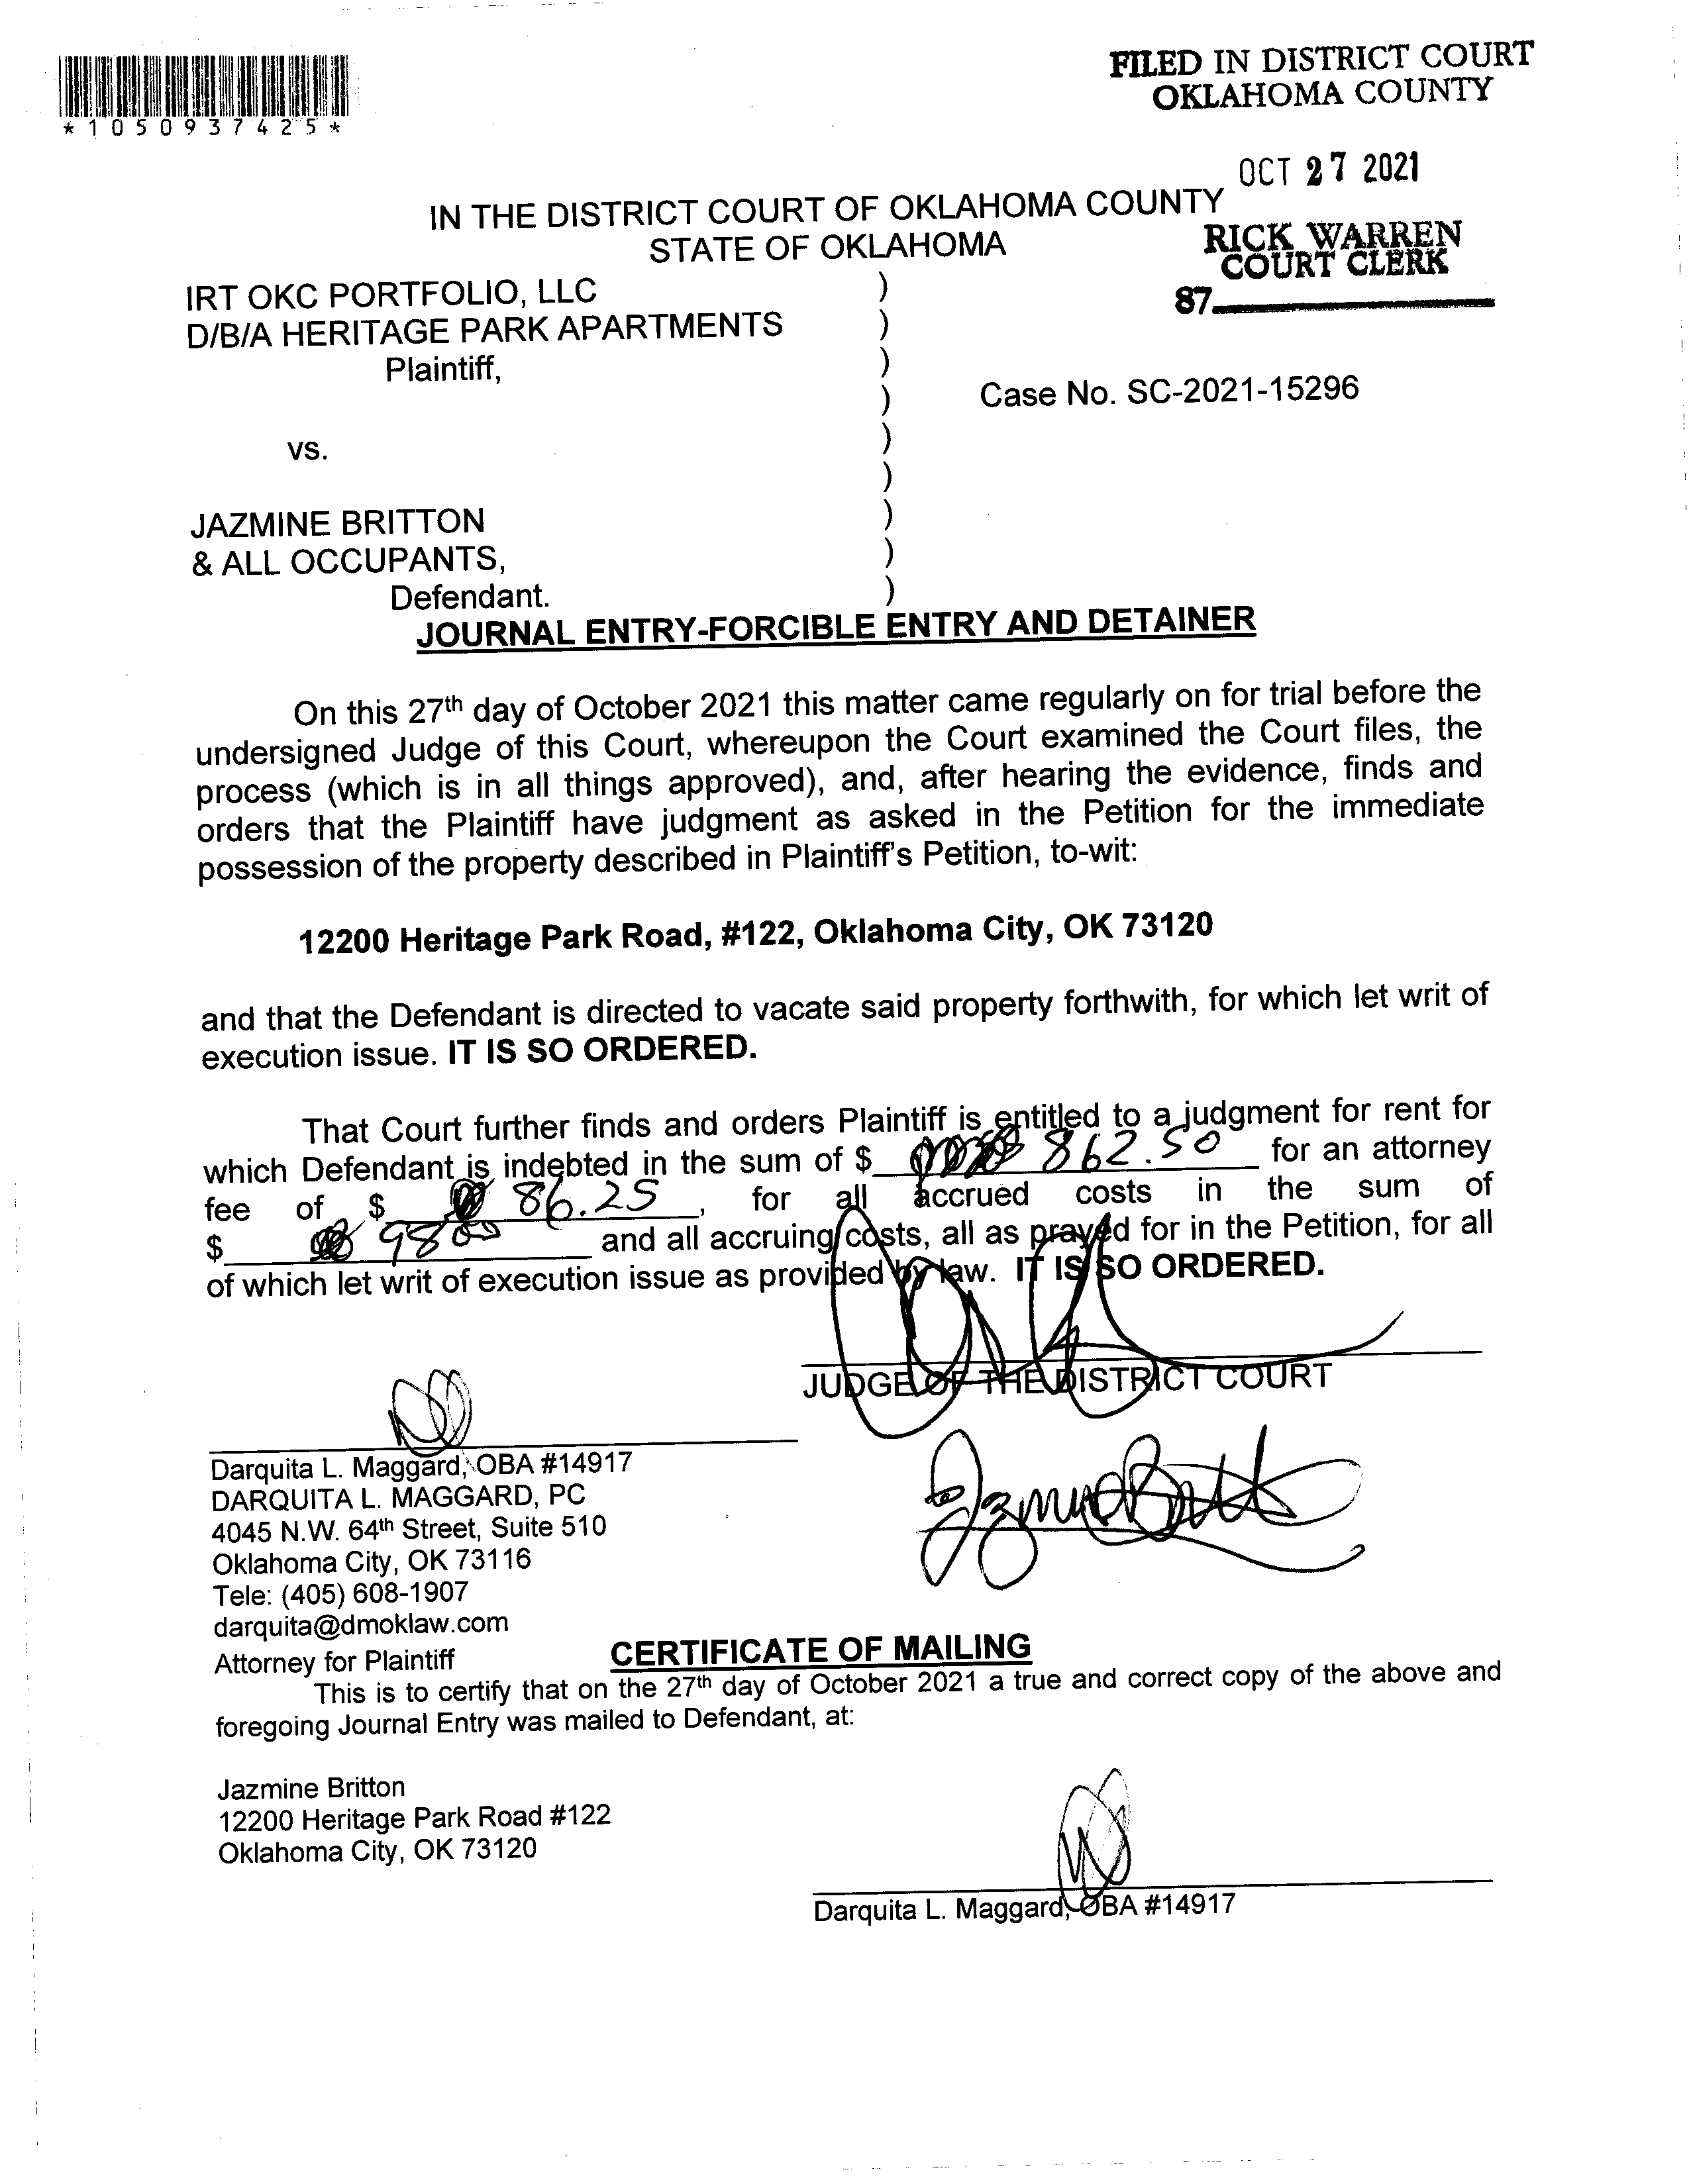 FILED IN DISTRICT COURT
OKLAHOMA COUNTY
*1050937425*
OCT 27 2021
IN THE DISTRICT COURT OF OKLAHOMA COUNTY
STATE OF OKLAHOMA
RICK WARREN
COURT CLERK
87
IRT OKC PORTFOLIO, LLC )
D/B/A HERITAGE PARK APARTMENTS )
Plaintiff, )
) Case No. SC-2021-15296
vs. )
)
JAZMINE BRITTON )
& ALL OCCUPANTS, )
Defendant. )
JOURNAL ENTRY-FORCIBLE ENTRY AND DETAINER
On this 27th day of October 2021 this matter came regularly on for trial before the
undersigned Judge of this Court, whereupon the Court examined the Court files, the
process (which is in all things approved), and, after hearing the evidence, finds and
orders that the Plaintiff have judgment as asked in the Petition for the immediate
possession of the property described in Plaintiff's Petition, to-wit:
12200 Heritage Park Road, #122, Oklahoma City, OK 73120
and that the Defendant is directed to vacate said property forthwith, for which let writ of
execution issue. IT IS SO ORDERED.
That Court further finds and orders Plaintiff is entitled to a judgment for rent for
which Defendant is indebted in the sum of $ 862.50 for an attorney
fee of $ 86.25, for all accrued costs in the sum of
$ 98.00 and all accruing costs, all as prayed for in the Petition, for all
of which let writ of execution issue as provided by law. IT IS SO ORDERED.
JUDGE OF THE DISTRICT COURT
Darquita L. Maggard, OBA #14917
DARQUITA L. MAGGARD, PC
4045 N.W. 64th Street, Suite 510
Oklahoma City, OK 73116
Tele: (405) 608-1907
darquita@dmoklaw.com
Attorney for Plaintiff
Jazmine Britt
CERTIFICATE OF MAILING
This is to certify that on the 27th day of October 2021 a true and correct copy of the above and
foregoing Journal Entry was mailed to Defendant, at:
Jazmine Britton
12200 Heritage Park Road #122
Oklahoma City, OK 73120
Darquita L. Maggard, OBA #14917